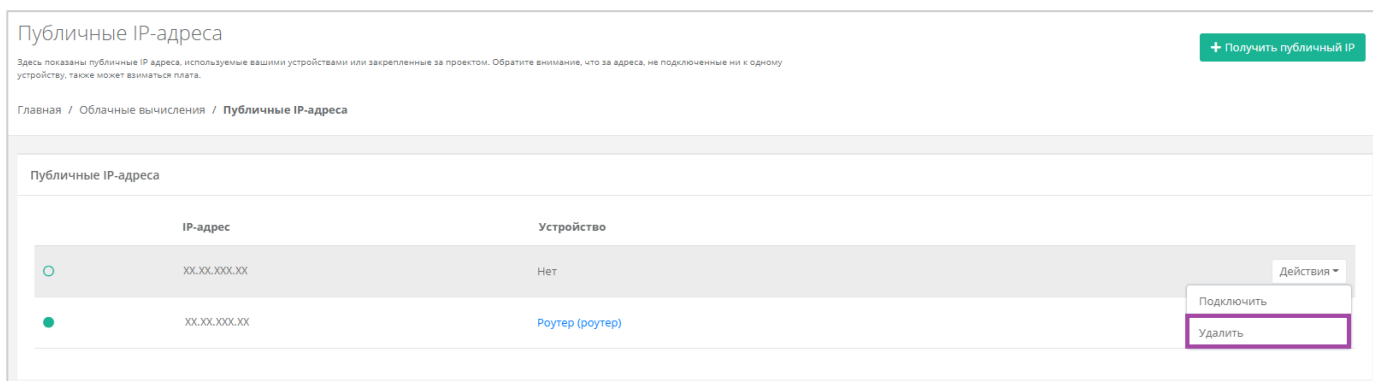 Публичные IP-адреса
+ Получить публичный IP
Здесь показаны публичные IP адреса, используемые вашими устройствами или закрепленные за проектом. Обратите внимание, что за адреса, не подключенные ни к одному
устройству, также может взиматься плата.
Главная / Облачные вычисления / Публичные IP-адреса
Публичные IP-адреса
IP-адрес Устройство
XX.XX.XXX.XX Нет Действия
Подключить
XX.XX.XXX.XX Роутер (роутер)
Удалить